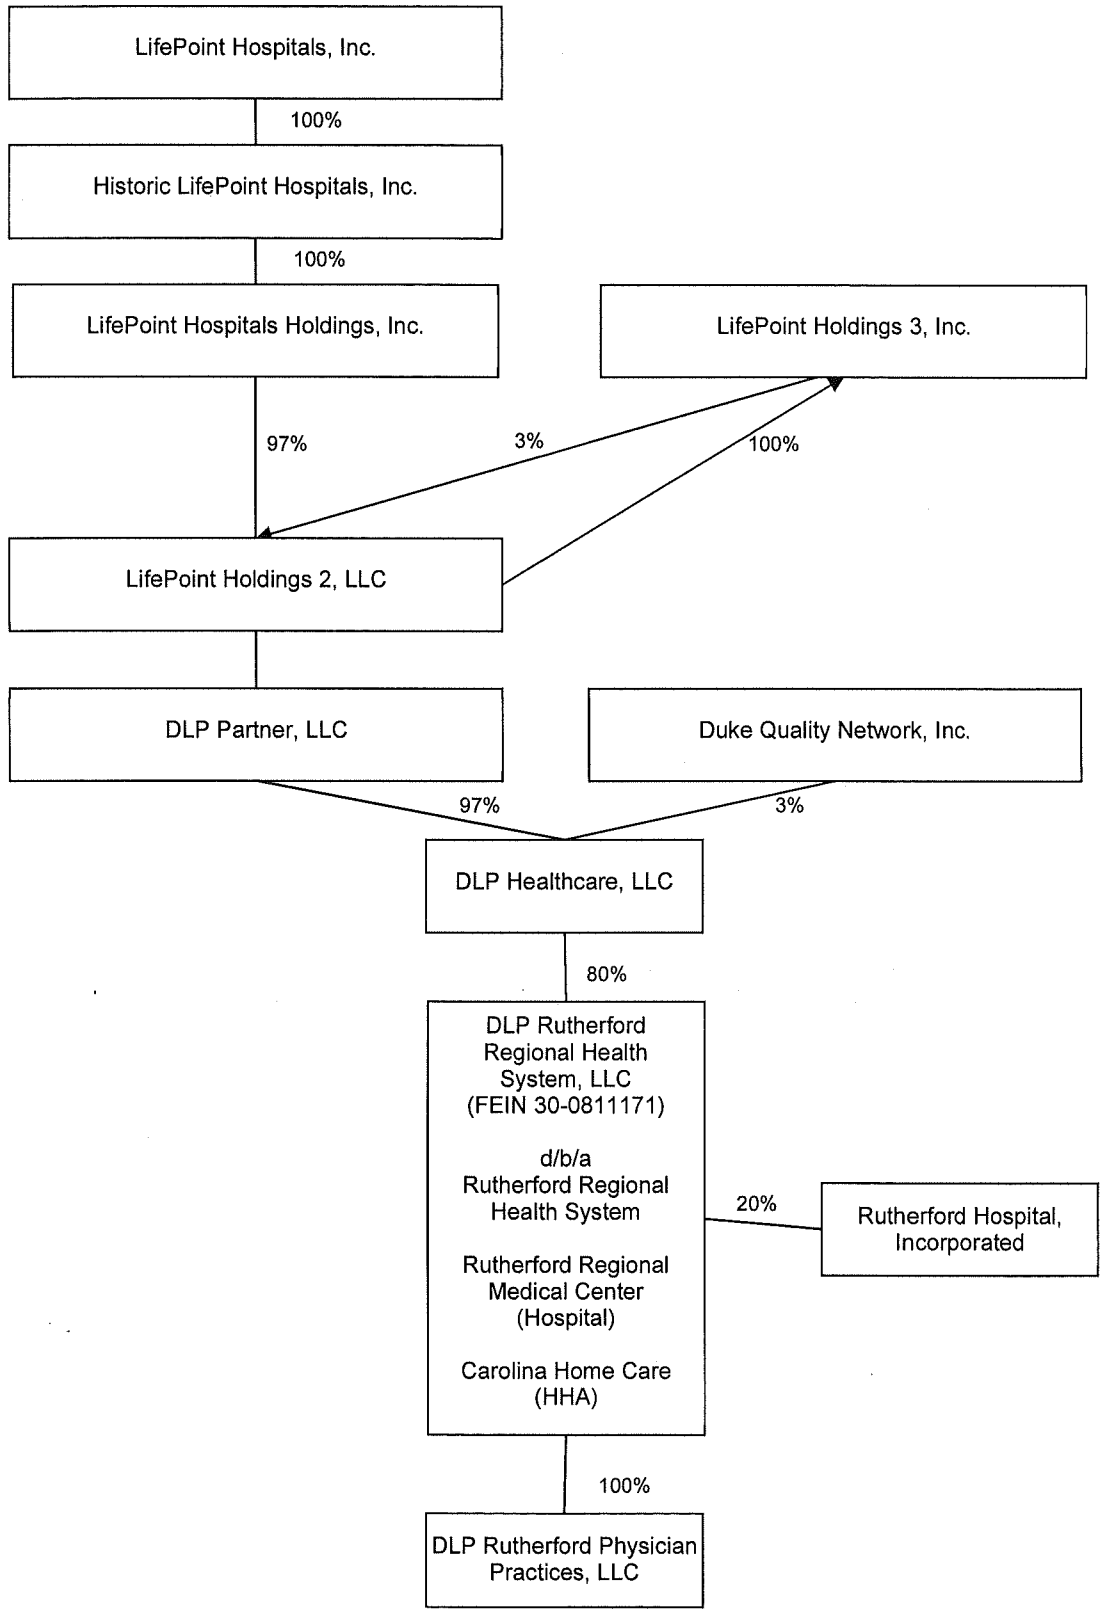 LifePoint Hospitals, Inc.
100%
Historic LifePoint Hospitals, Inc.
100%
LifePoint Hospitals Holdings, Inc.
LifePoint Holdings 3, Inc.
97%
3%
100%
LifePoint Holdings 2, LLC
DLP Partner, LLC
Duke Quality Network, Inc.
97%
3%
DLP Healthcare, LLC
80%
DLP Rutherford
Regional Health
System, LLC
(FEIN 30-0811171)
d/b/a
Rutherford Regional
Health System
Rutherford Regional
Medical Center
(Hospital)
Carolina Home Care
(HHA)
20%
Rutherford Hospital,
Incorporated
100%
DLP Rutherford Physician
Practices, LLC